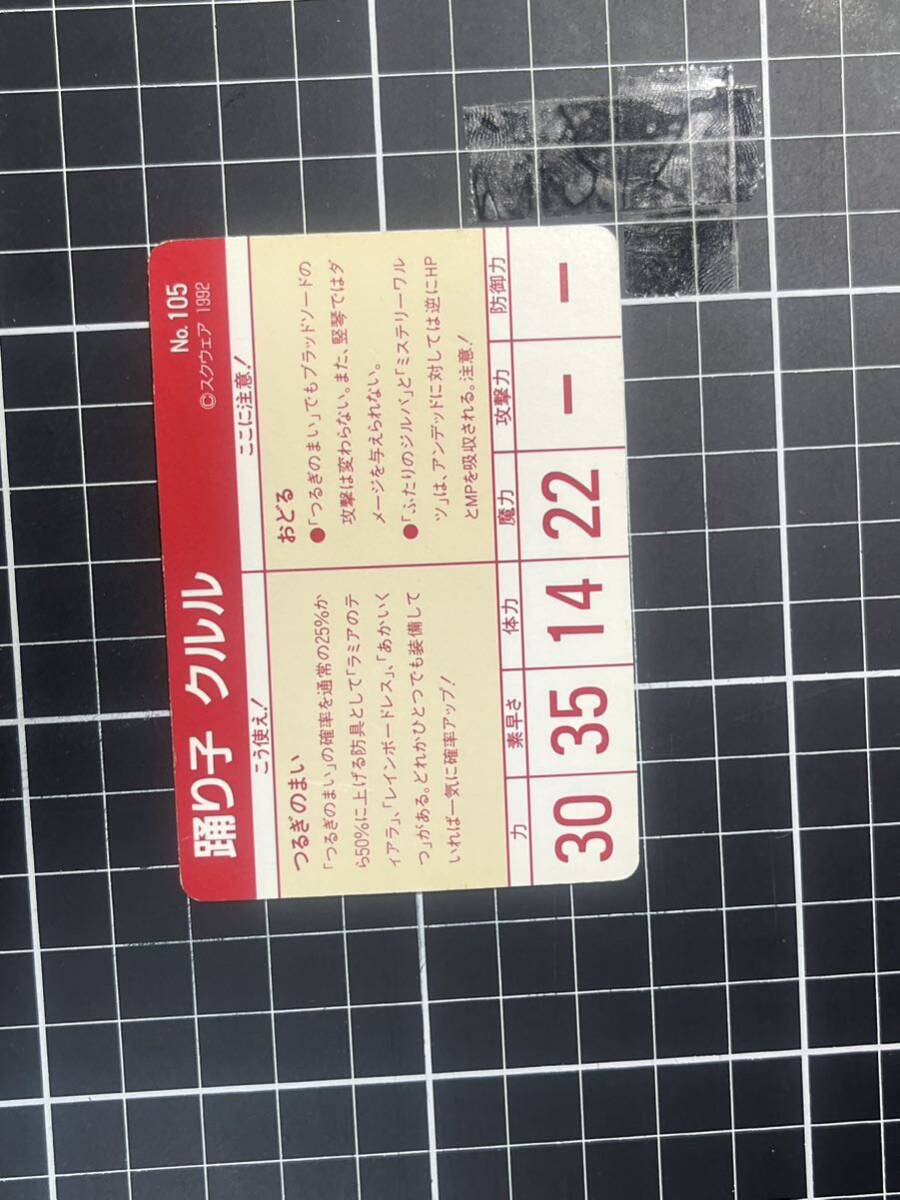 踊り子 クルル
No. 105
©スクウェア 1992
こう使え!
つるぎのまい
「つるぎのまい」の確率を通常の25%か
ら50%に上げる防具として「ラミアのテ
ィアラ」、「レインボードレス」、「あかいく
つ」がある。どれかひとつでも装備して
いれば一気に確率アップ!
ここに注意!
おどる
●「つるぎのまい」でもブラッドソードの
攻撃は変わらない。また、竪琴ではダ
メージを与えられない。
●「ふたりのジルバ」と「ミステリーワル
ツ」は、アンデッドに対しては逆にHP
とMPを吸収される。注意!
力 素早さ 体力 魔力 攻撃力 防御力
30 35 14 22 ー ー